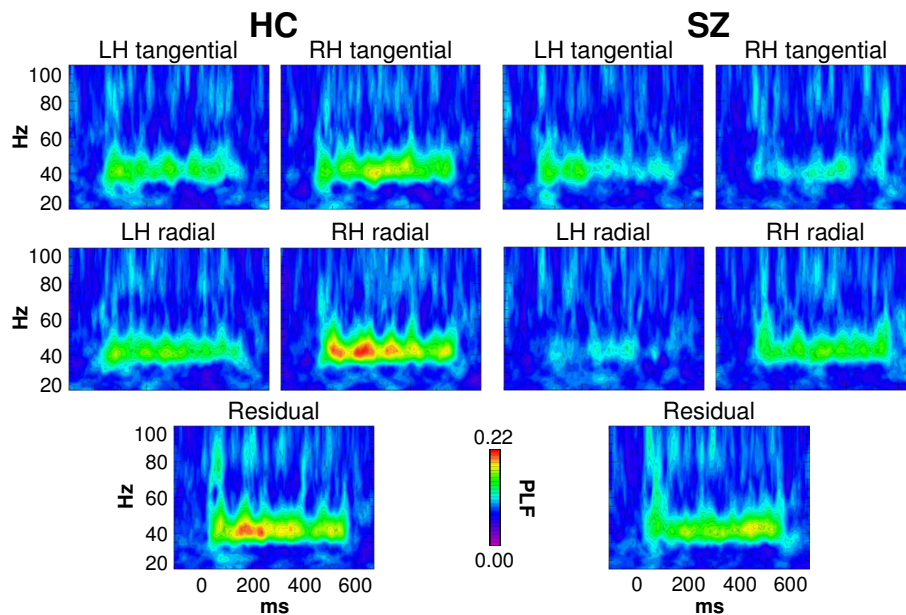 HC SZ
LH tangential RH tangential LH tangential RH tangential
100
80
60
40
20
Hz
LH radial RH radial LH radial RH radial
100
80
60
40
20
Hz
Residual Residual
100
80
60
40
20
Hz
0.22
PLF
0.00
0 200 400 600 0 200 400 600
ms ms